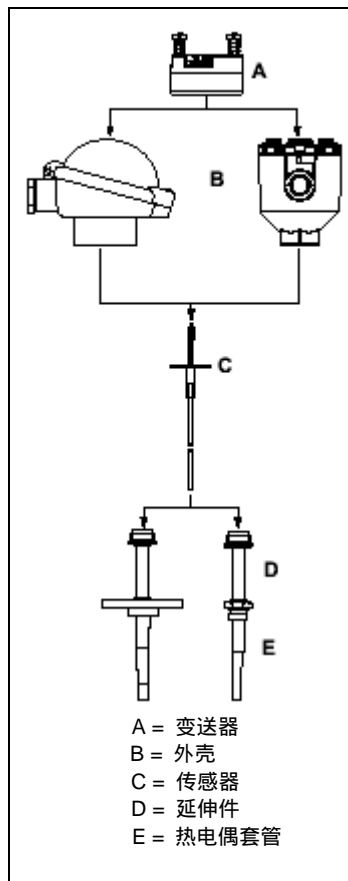 A
B
C
D
E
A = 变送器
B = 外壳
C = 传感器
D = 延伸件
E = 热电偶套管